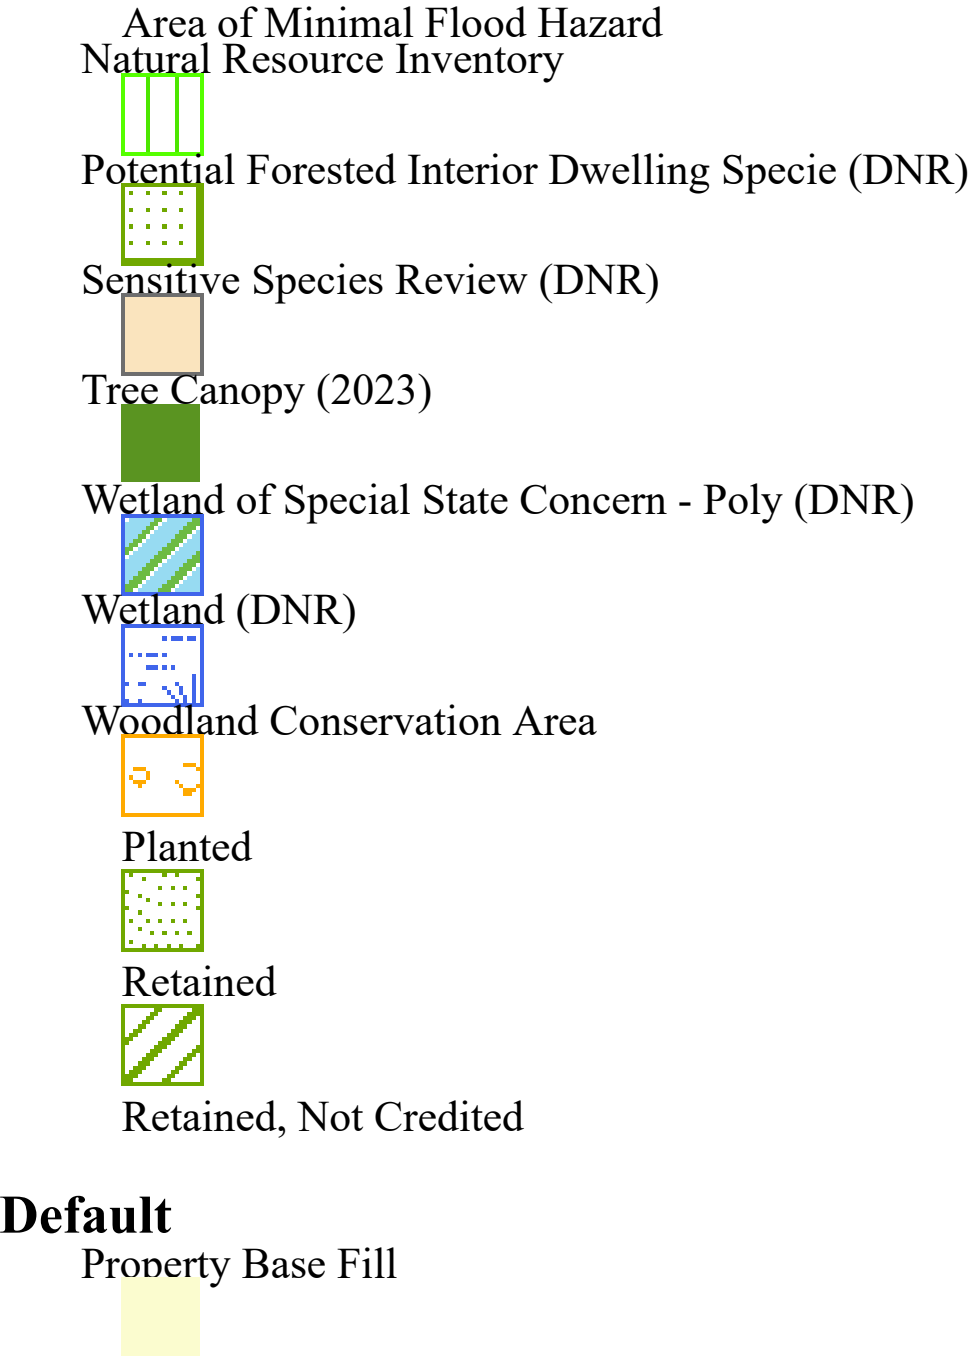 Area of Minimal Flood Hazard
Natural Resource Inventory
Potential Forested Interior Dwelling Specie (DNR)
Sensitive Species Review (DNR)
Tree Canopy (2023)
Wetland of Special State Concern - Poly (DNR)
Wetland (DNR)
Woodland Conservation Area
Planted
Retained
Retained, Not Credited
Default
Property Base Fill